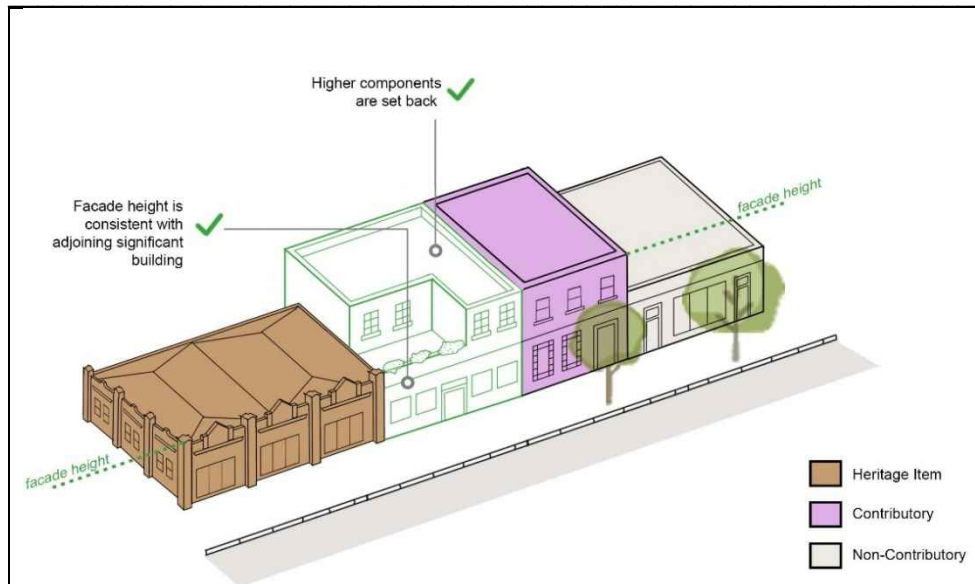 Higher components
are set back
Facade height is
consistent with
adjoining significant
building
facade height
facade height
Heritage Item
Contributory
Non-Contributory